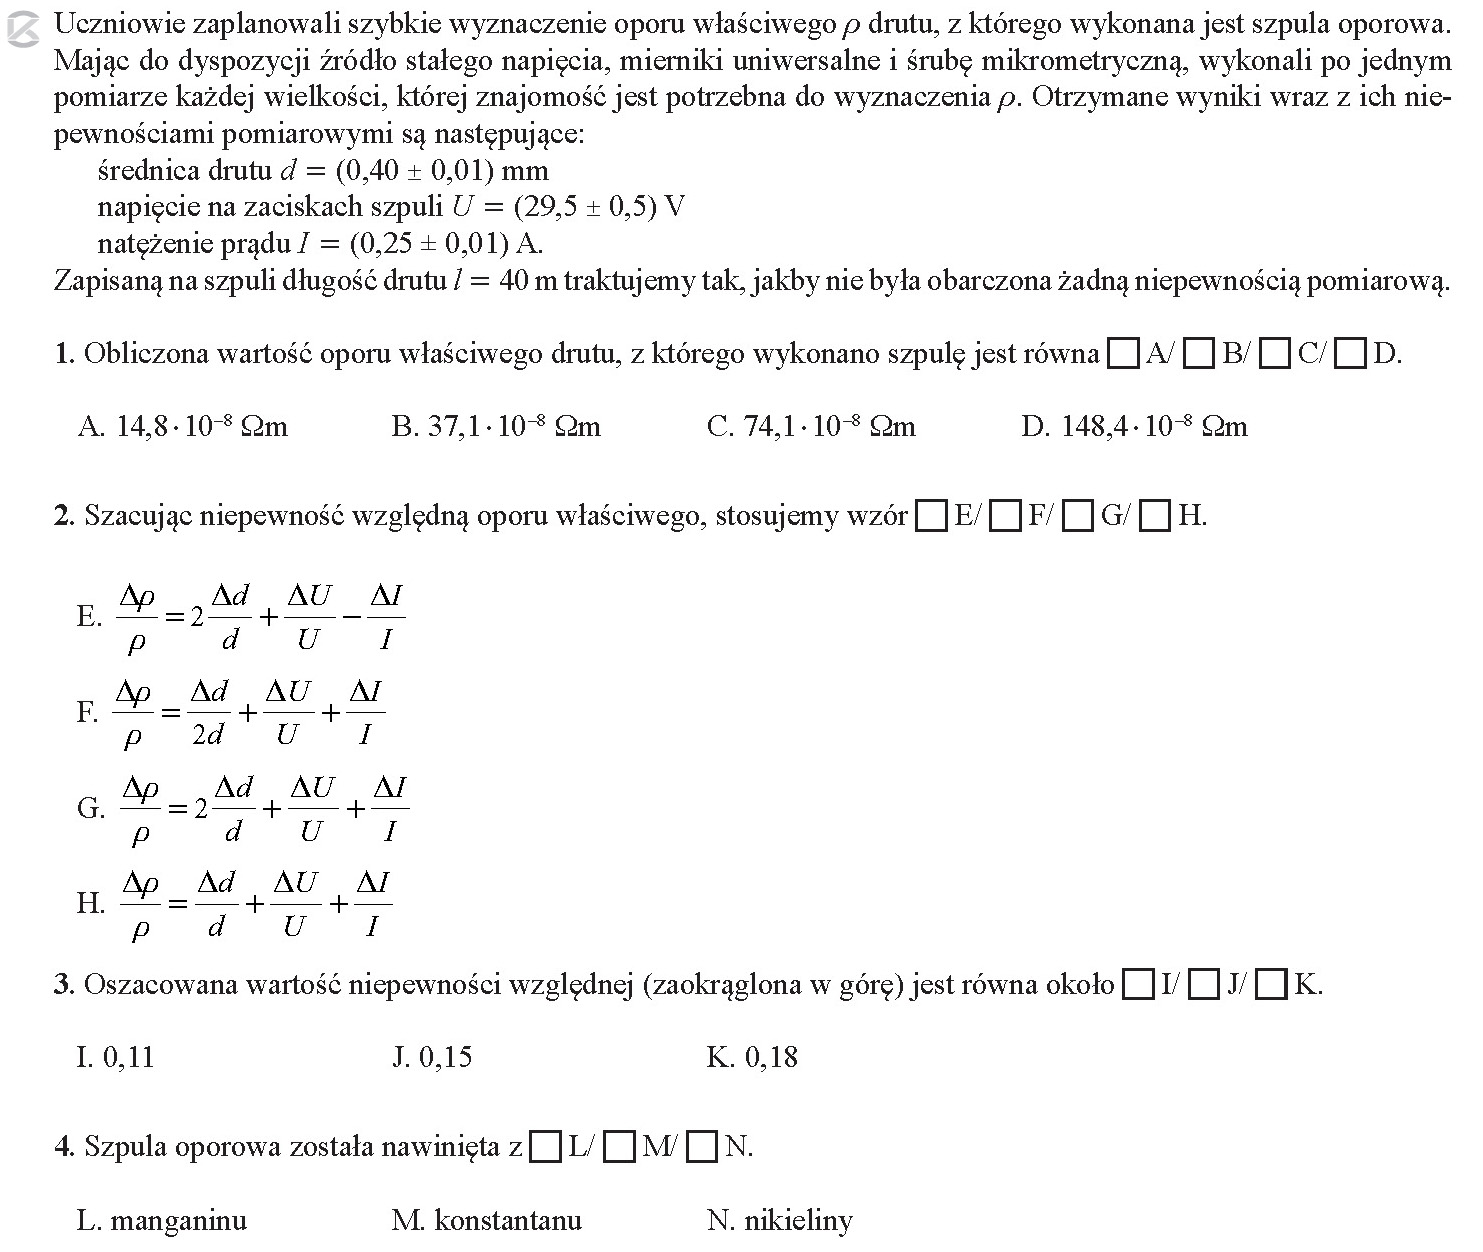 Uczniowie zaplanowali szybkie wyznaczenie oporu właściwego ρ drutu, z którego wykonana jest szpula oporowa.
Mając do dyspozycji źródło stałego napięcia, mierniki uniwersalne i śrubę mikrometryczną, wykonali po jednym
pomiarze każdej wielkości, której znajomość jest potrzebna do wyznaczenia ρ. Otrzymane wyniki wraz z ich nie-
pewnościami pomiarowymi są następujące:
średnica drutu d = (0,40 ± 0,01) mm
napięcie na zaciskach szpuli U = (29,5 ± 0,5) V
natężenie prądu I = (0,25 ± 0,01) A.
Zapisaną na szpuli długość drutu l = 40 m traktujemy tak, jakby nie była obarczona żadną niepewnością pomiarową.
1. Obliczona wartość oporu właściwego drutu, z którego wykonano szpulę jest równa □ A/ □ B/ □ C/ □ D.
A. 14,8 · 10⁻⁸ Ωm B. 37,1 · 10⁻⁸ Ωm C. 74,1 · 10⁻⁸ Ωm D. 148,4 · 10⁻⁸ Ωm
2. Szacując niepewność względną oporu właściwego, stosujemy wzór □ E/ □ F/ □ G/ □ H.
E. Δρ/ρ = 2 Δd/d + ΔU/U − ΔI/I
F. Δρ/ρ = Δd/2d + ΔU/U + ΔI/I
G. Δρ/ρ = 2 Δd/d + ΔU/U + ΔI/I
H. Δρ/ρ = Δd/d + ΔU/U + ΔI/I
3. Oszacowana wartość niepewności względnej (zaokrąglona w górę) jest równa około □ I/ □ J/ □ K.
I. 0,11 J. 0,15 K. 0,18
4. Szpula oporowa została nawinięta z □ L/ □ M/ □ N.
L. manganinu M. konstantanu N. nikieliny